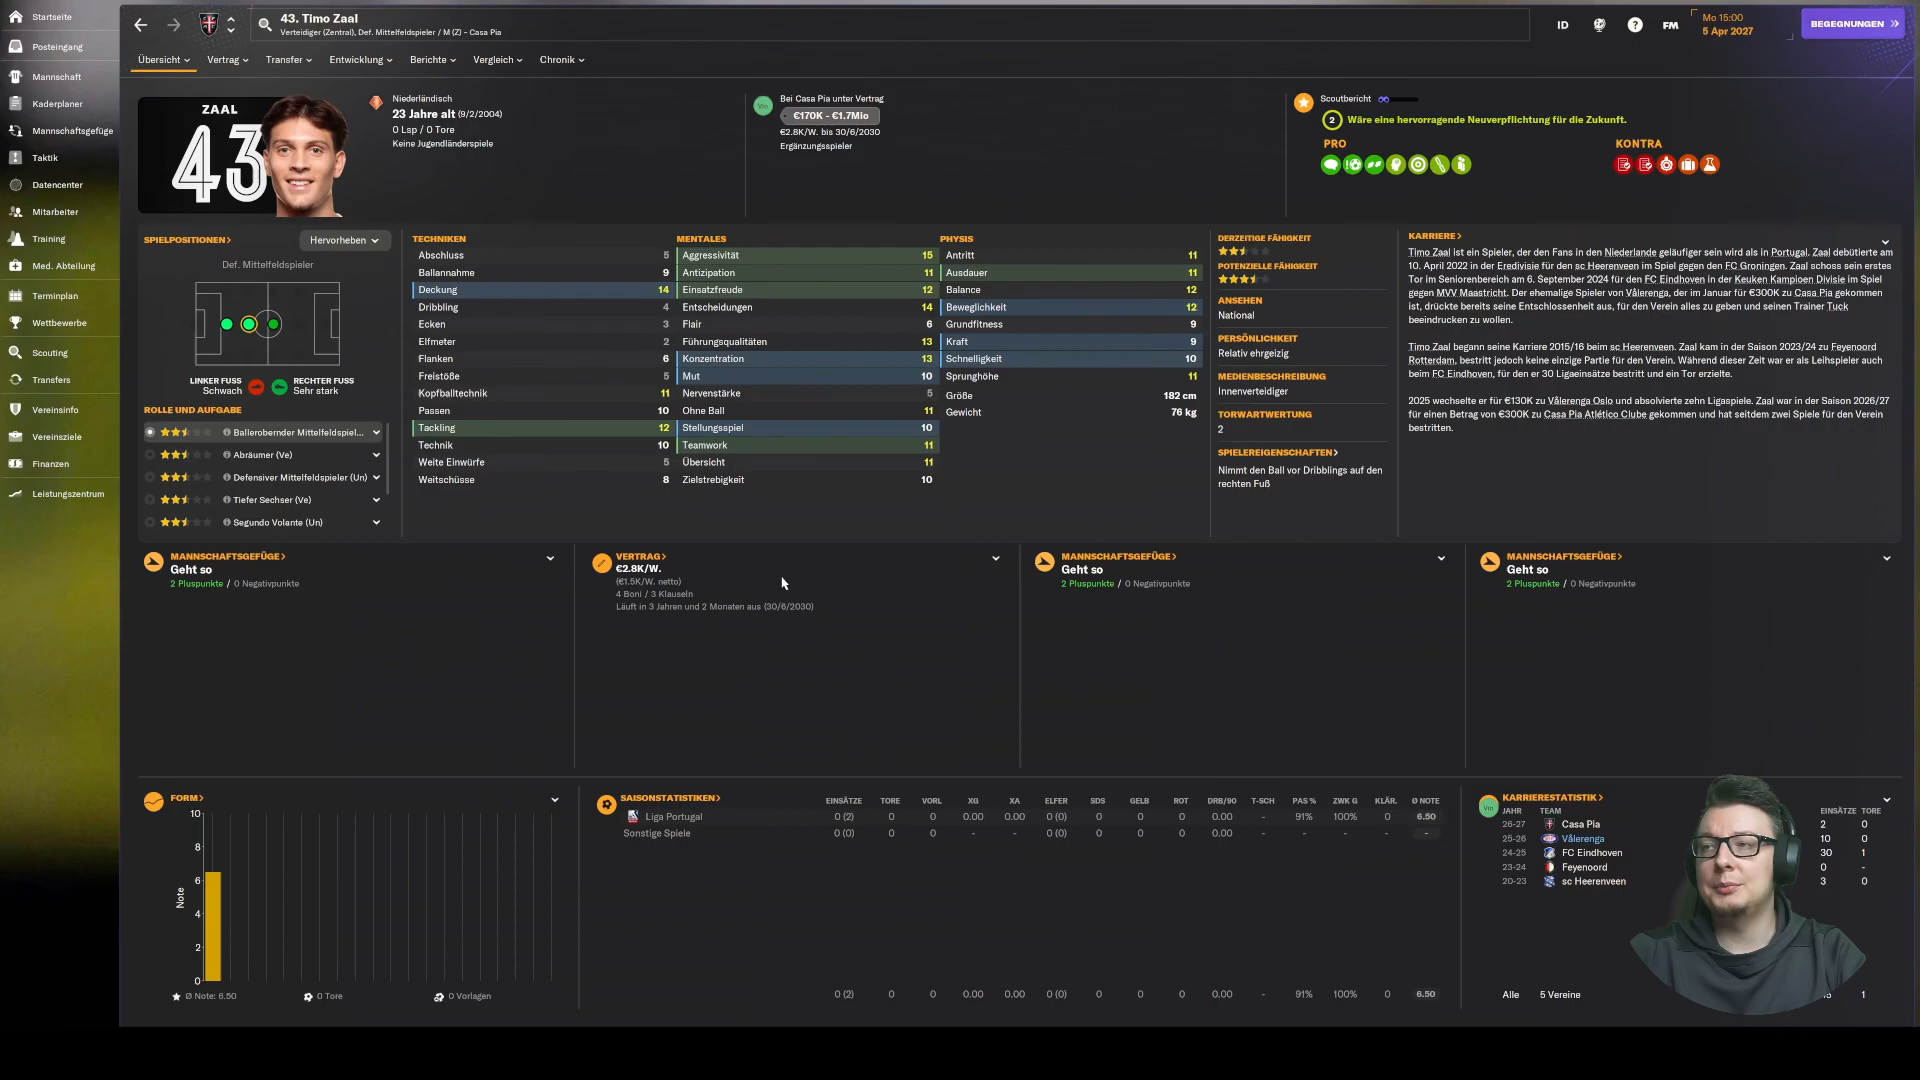 Startseite
Posteingang
Mannschaft
Kaderplaner
Mannschaftsgefüge
Taktik
Datencenter
Mitarbeiter
Training
Med. Abteilung
Terminplan
Wettbewerbe
Scouting
Transfers
Vereinsinfo
Vereinsziele
Finanzen
Leistungszentrum
43. Timo Zaal
Verteidiger (Zentral), Def. Mittelfeldspieler / M (Z) - Casa Pia
ID
FM
Mo 15:00
5 Apr 2027
BEGEGNUNGEN
Übersicht
Vertrag
Transfer
Entwicklung
Berichte
Vergleich
Chronik
ZAAL
43
Niederländisch
23 Jahre alt (9/2/2004)
0 Lsp / 0 Tore
Keine Jugendländerspiele
Bei Casa Pia unter Vertrag
€170K - €1.7Mio
€2.8K/W. bis 30/6/2030
Ergänzungsspieler
Scoutbericht
2 Wäre eine hervorragende Neuverpflichtung für die Zukunft.
PRO
KONTRA
SPIELPOSITIONEN>
Hervorheben
Def. Mittelfeldspieler
LINKER FUSS
Schwach
RECHTER FUSS
Sehr stark
ROLLE UND AUFGABE
Ballerobernder Mittelfeldspiel...
Abräumer (Ve)
Defensiver Mittelfeldspieler (Un)
Tiefer Sechser (Ve)
Segundo Volante (Un)
TECHNIKEN
Abschluss 5
Ballannahme 9
Deckung 14
Dribbling 4
Ecken 3
Elfmeter 2
Flanken 6
Freistöße 5
Kopfballtechnik 11
Passen 10
Tackling 12
Technik 10
Weite Einwürfe 5
Weitschüsse 8
MENTALES
Aggressivität 15
Antizipation 11
Einsatzfreude 12
Entscheidungen 14
Flair 6
Führungsqualitäten 13
Konzentration 13
Mut 10
Nervenstärke 5
Ohne Ball 11
Stellungsspiel 10
Teamwork 11
Übersicht 11
Zielstrebigkeit 10
PHYSIS
Antritt 11
Ausdauer 11
Balance 12
Beweglichkeit 12
Grundfitness 9
Kraft 9
Schnelligkeit 10
Sprunghöhe 11
Größe 182 cm
Gewicht 76 kg
DERZEITIGE FÄHIGKEIT
POTENZIELLE FÄHIGKEIT
ANSEHEN
National
PERSÖNLICHKEIT
Relativ ehrgeizig
MEDIENBESCHREIBUNG
Innenverteidiger
TORWARTWERTUNG
2
SPIELEREIGENSCHAFTEN>
Nimmt den Ball vor Dribblings auf den
rechten Fuß
KARRIERE>
Timo Zaal ist ein Spieler, der den Fans in den Niederlande geläufiger sein wird als in Portugal. Zaal debütierte am
10. April 2022 in der Eredivisie für den sc Heerenveen im Spiel gegen den FC Groningen. Zaal schoss sein erstes
Tor im Seniorenbereich am 6. September 2024 für den FC Eindhoven in der Keuken Kampioen Divisie im Spiel
gegen MVV Maastricht. Der ehemalige Spieler von Vålerenga, der im Januar für €300K zu Casa Pia gekommen
ist, drückte bereits seine Entschlossenheit aus, für den Verein alles zu geben und seinen Trainer Tuck
beeindrucken zu wollen.
Timo Zaal begann seine Karriere 2015/16 beim sc Heerenveen. Zaal kam in der Saison 2023/24 zu Feyenoord
Rotterdam, bestritt jedoch keine einzige Partie für den Verein. Während dieser Zeit war er als Leihspieler auch
beim FC Eindhoven, für den er 30 Ligaeinsätze bestritt und ein Tor erzielte.
2025 wechselte er für €130K zu Vålerenga Oslo und absolvierte zehn Ligaspiele. Zaal war in der Saison 2026/27
für einen Betrag von €300K zu Casa Pia Atlético Clube gekommen und hat seitdem zwei Spiele für den Verein
bestritten.
MANNSCHAFTSGEFÜGE>
Geht so
2 Pluspunkte / 0 Negativpunkte
VERTRAG>
€2.8K/W.
(€1.5K/W. netto)
4 Boni / 3 Klauseln
Läuft in 3 Jahren und 2 Monaten aus (30/6/2030)
MANNSCHAFTSGEFÜGE>
Geht so
2 Pluspunkte / 0 Negativpunkte
MANNSCHAFTSGEFÜGE>
Geht so
2 Pluspunkte / 0 Negativpunkte
FORM>
Note
10
8
6
4
2
0
Ø Note: 6.50
0 Tore
0 Vorlagen
SAISONSTATISTIKEN>
EINSÄTZE TORE VORL XG XA ELFER SDS GELB ROT DRB/90 T-SCH PAS % ZWK G KLÄR. Ø NOTE
Liga Portugal 0 (2) 0 0 0.00 0.00 0 (0) 0 0 0 0.00 - 91% 100% 0 6.50
Sonstige Spiele 0 (0) 0 0 - - 0 (0) 0 0 0 0.00 - - - - -
0 (2) 0 0 0.00 0.00 0 (0) 0 0 0 0.00 - 91% 100% 0 6.50
KARRIERESTATISTIK>
JAHR TEAM EINSÄTZE TORE
26-27 Casa Pia 2 0
25-26 Vålerenga 10 0
24-25 FC Eindhoven 30 1
23-24 Feyenoord 0 -
20-23 sc Heerenveen 3 0
Alle 5 Vereine 1